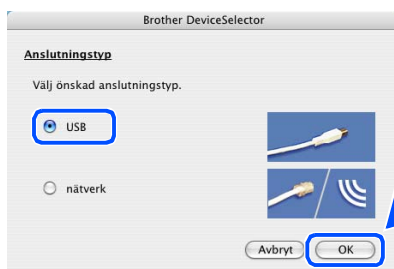 Brother DeviceSelector
Anslutningstyp
Välj önskad anslutningstyp.
USB
nätverk
Avbryt
OK